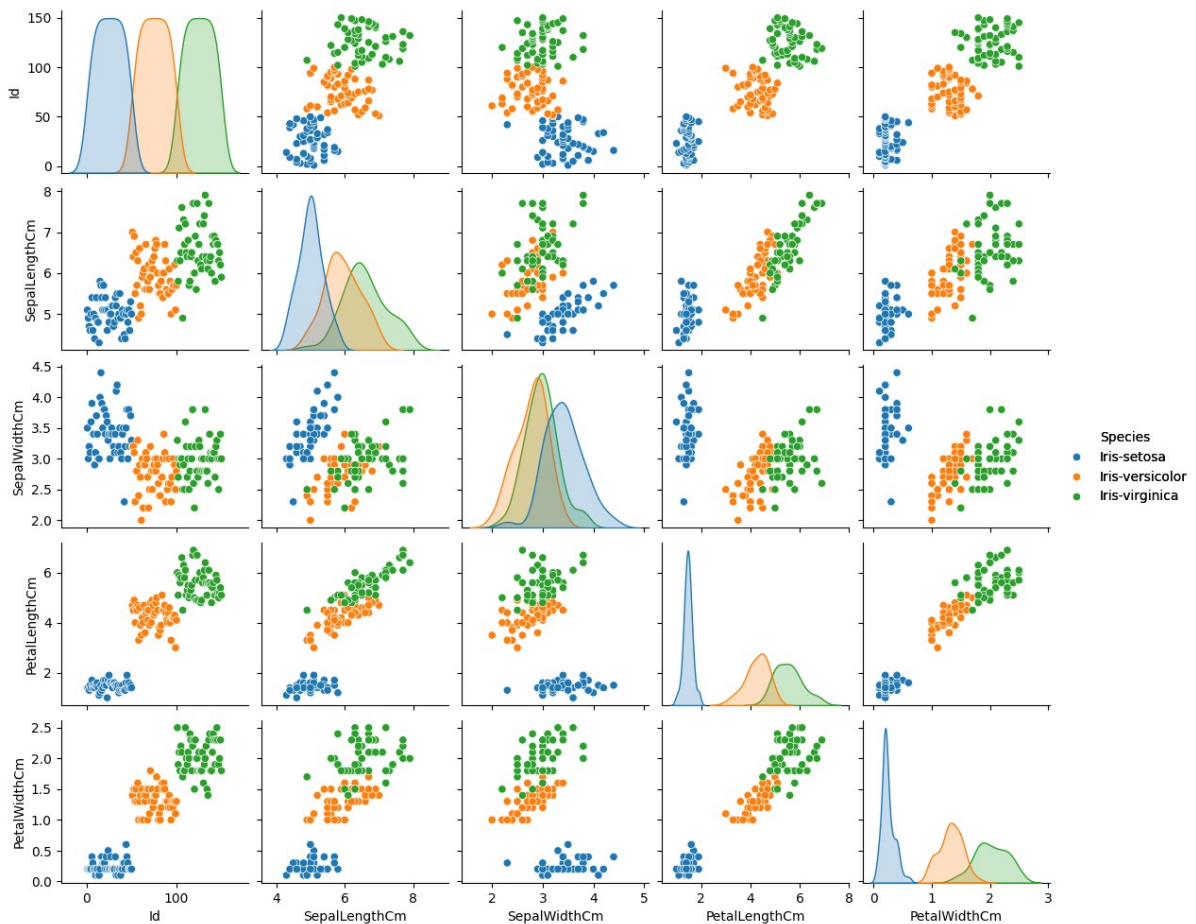 150
100
50
0
Id
8
7
6
5
SepalLengthCm
4.5
4.0
3.5
3.0
2.5
2.0
SepalWidthCm
Species
Iris-setosa
Iris-versicolor
Iris-virginica
6
4
2
PetalLengthCm
2.5
2.0
1.5
1.0
0.5
0.0
PetalWidthCm
0 100
4 6 8
2 3 4 5
0 2 4 6 8
0 1 2 3
Id SepalLengthCm SepalWidthCm PetalLengthCm PetalWidthCm